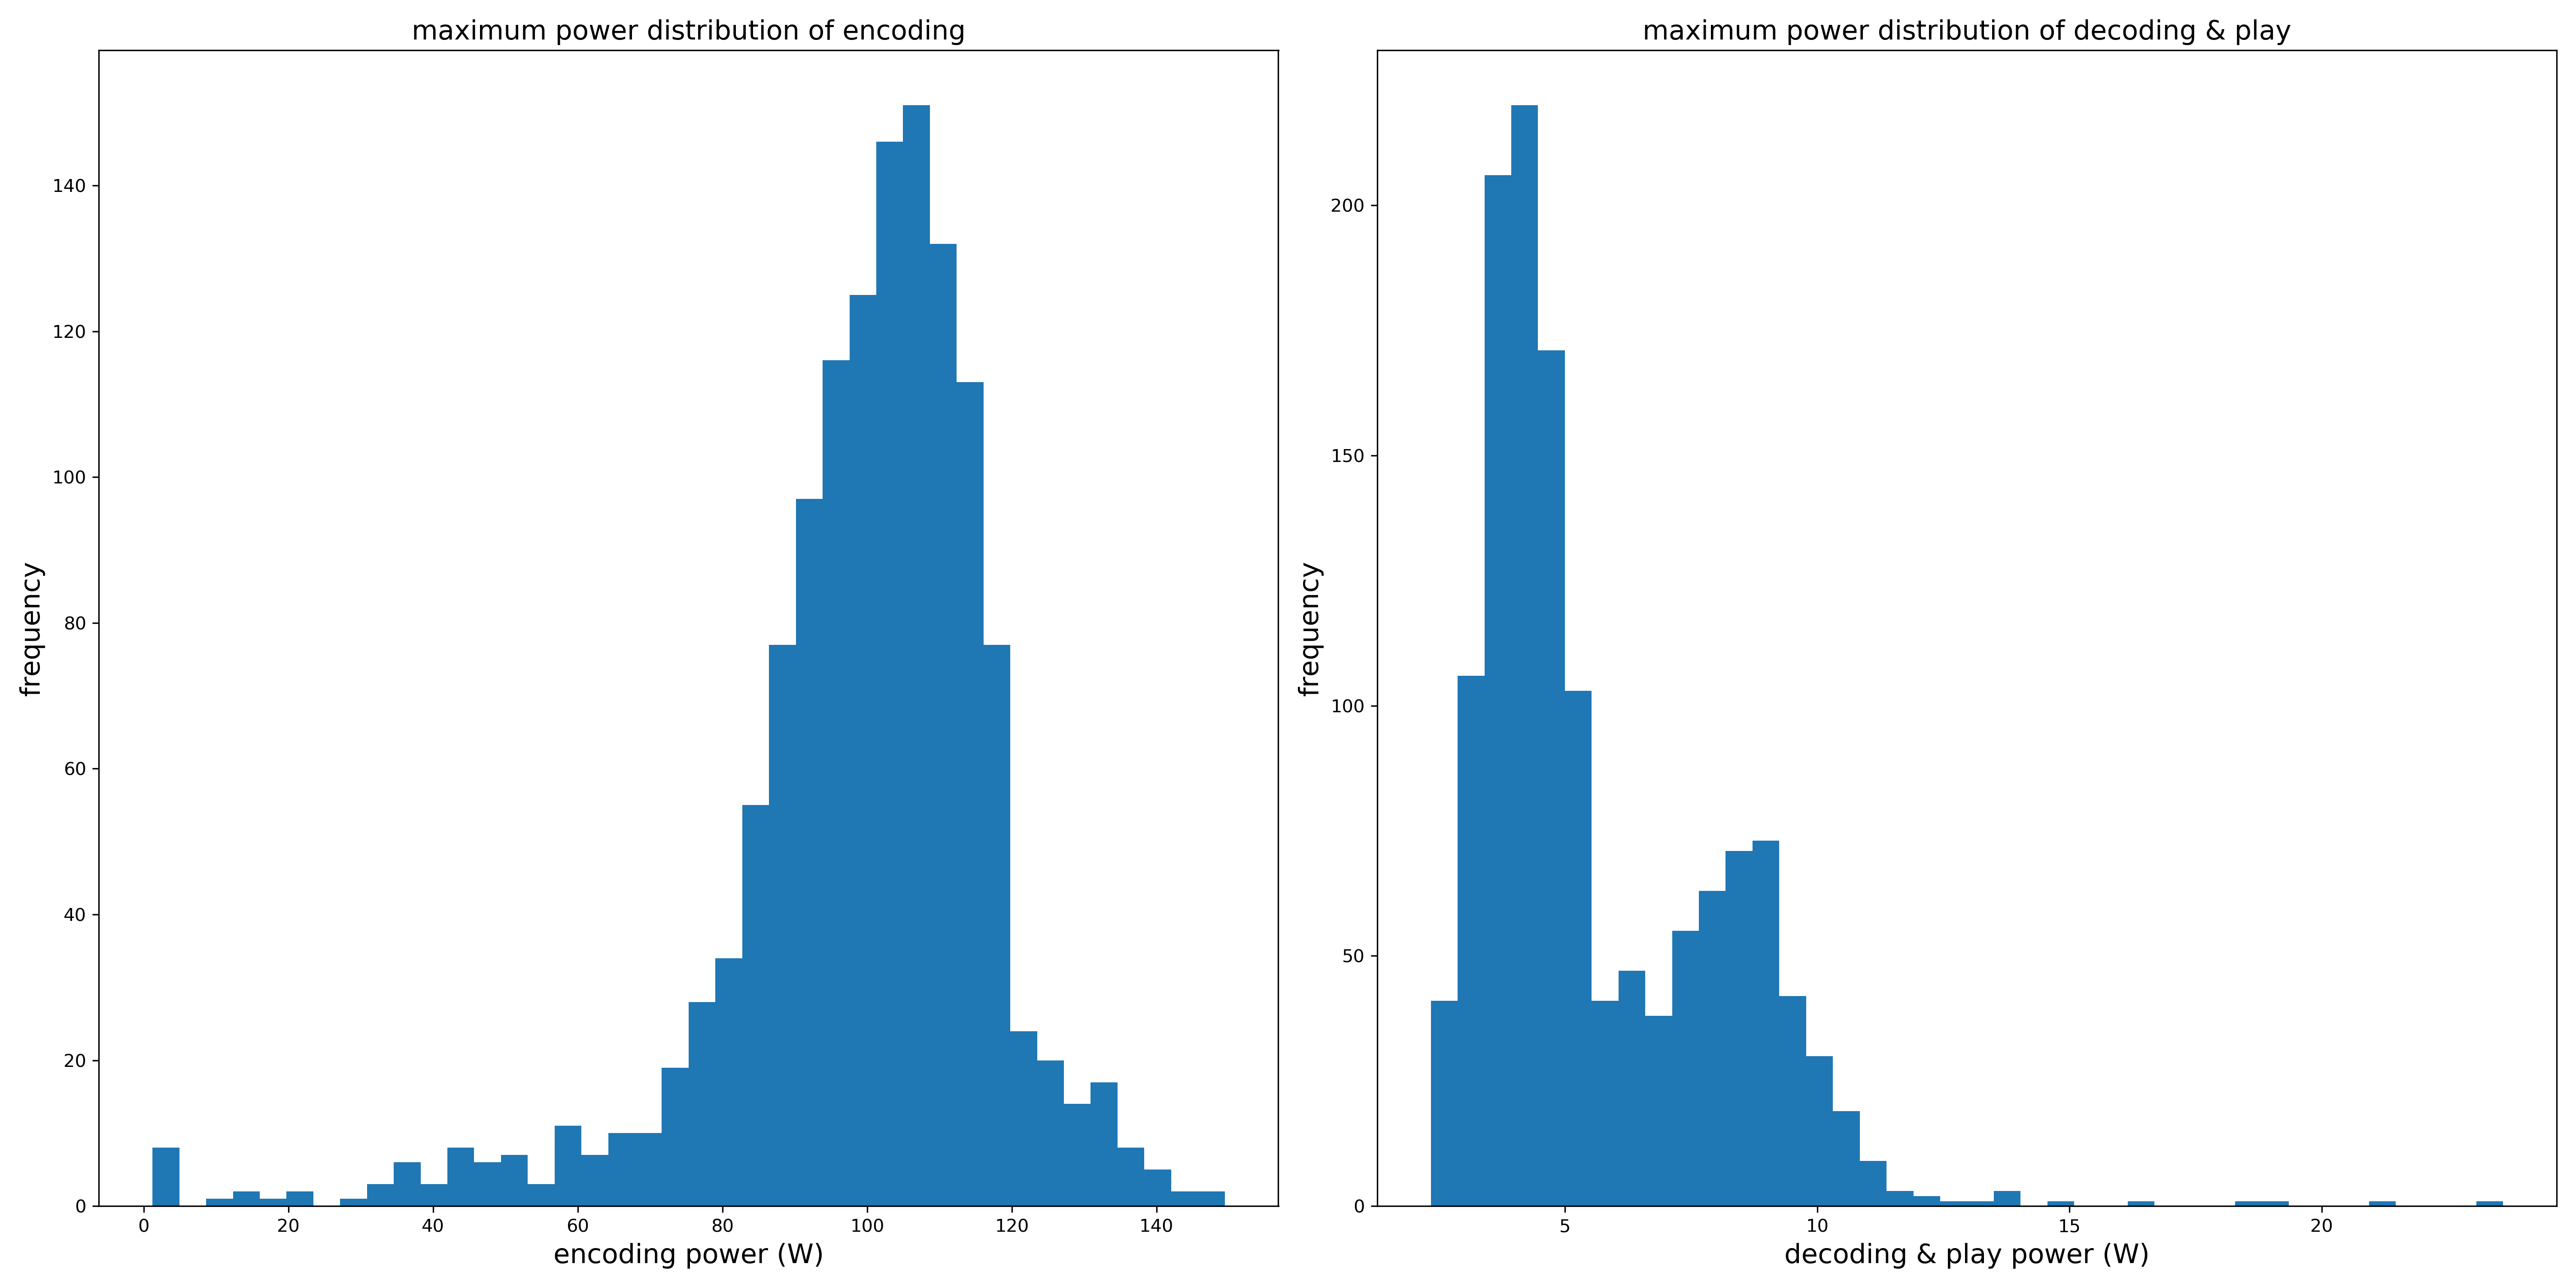 maximum power distribution of encoding
140
120
100
80
60
40
20
0
frequency
0 20 40 60 80 100 120 140
encoding power (W)
maximum power distribution of decoding & play
200
150
100
50
0
frequency
5 10 15 20
decoding & play power (W)